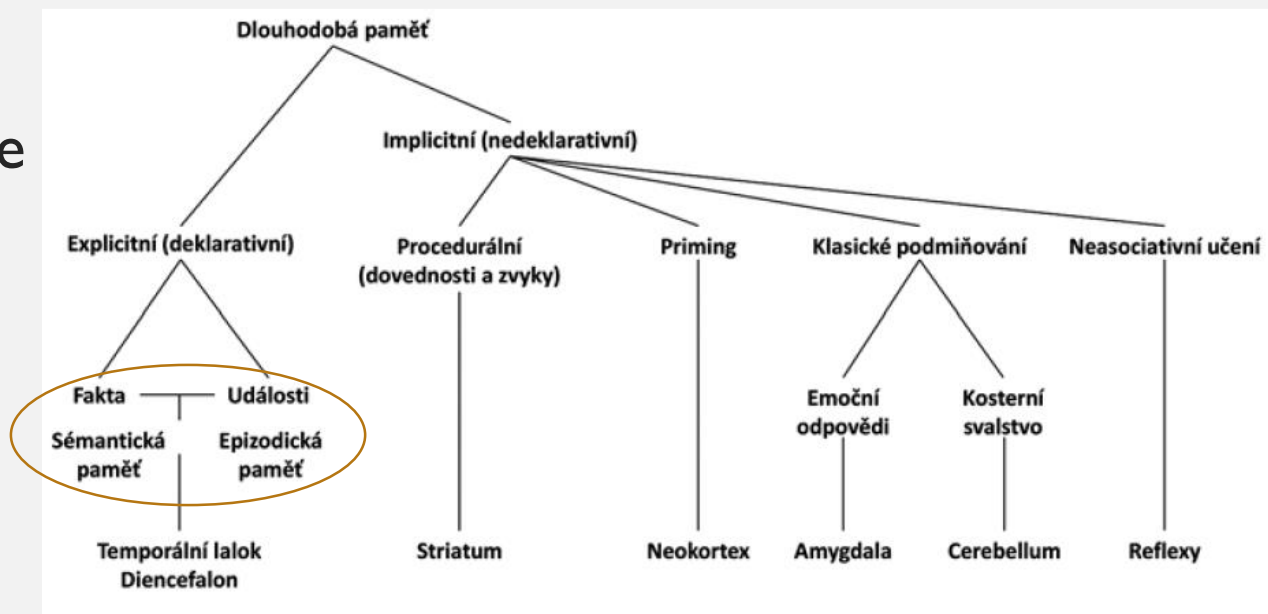 Dlouhodobá paměť
e
Implicitní (nedeklarativní)
Explicitní (deklarativní)
Procedurální
(dovednosti a zvyky)
Priming
Klasické podmiňování
Neasociativní učení
Fakta
Události
Sémantická
paměť
Epizodická
paměť
Emoční
odpovědi
Kosterní
svalstvo
Temporální lalok
Diencefalon
Striatum
Neokortex
Amygdala
Cerebellum
Reflexy